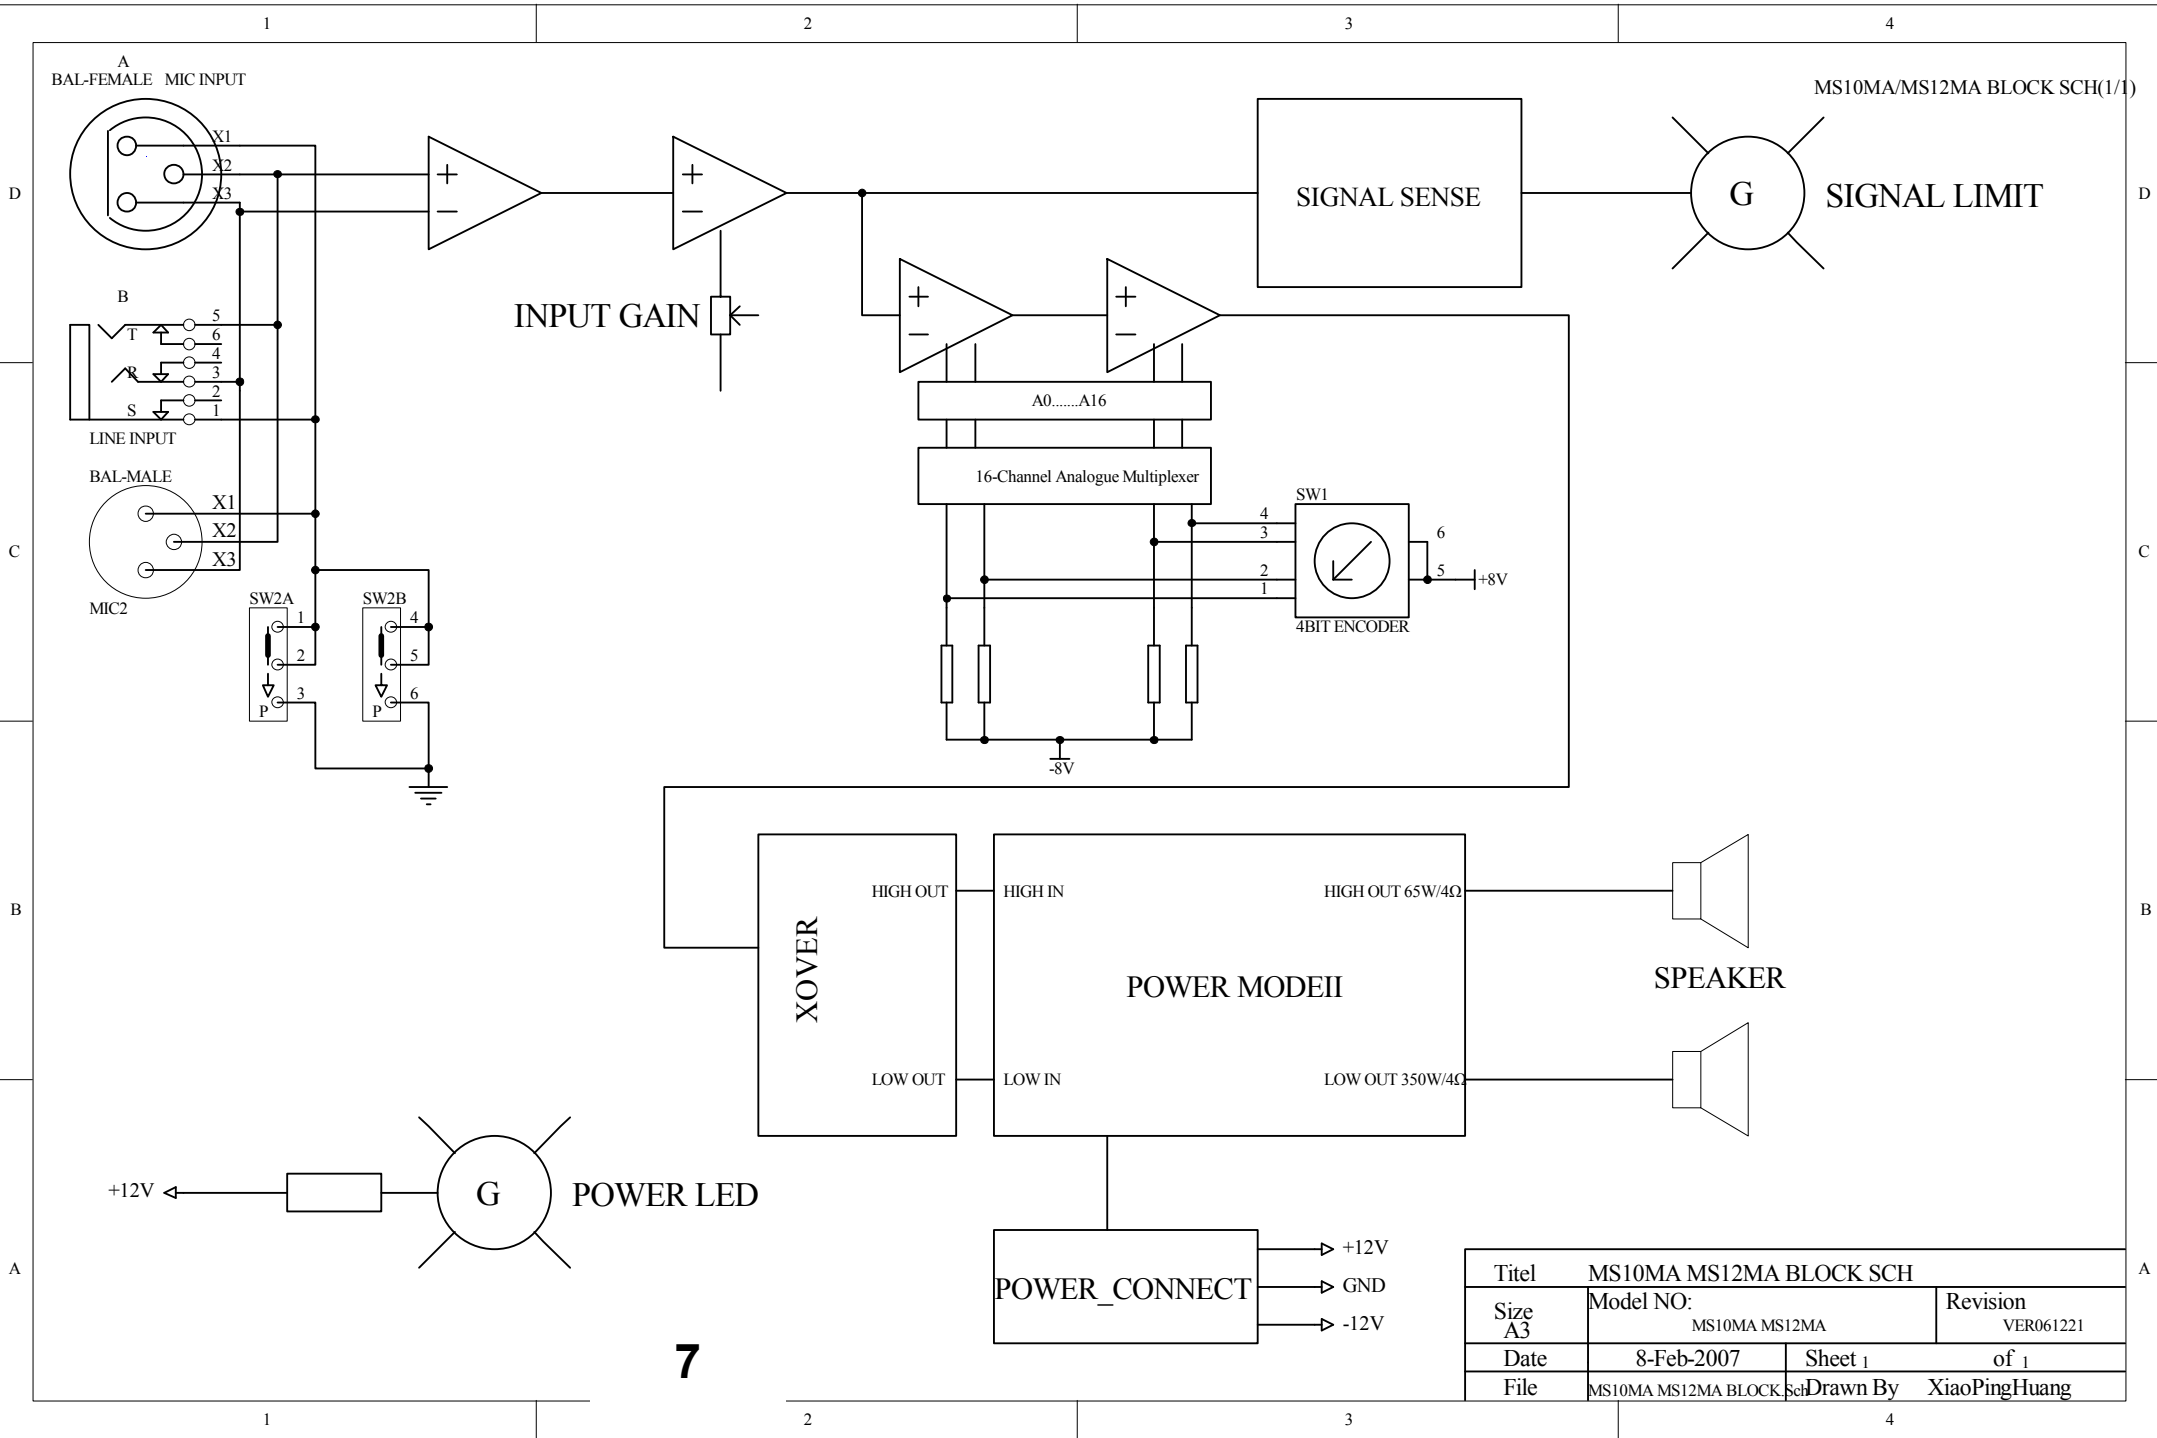 1 2 3 4
MS10MA/MS12MA BLOCK SCH(1/1)
A
BAL-FEMALE MIC INPUT
X1
X2
X3
D
SIGNAL SENSE
G
SIGNAL LIMIT
D
B
5
T
6
4
R
3
2
S
1
LINE INPUT
INPUT GAIN
A0.......A16
16-Channel Analogue Multiplexer
BAL-MALE
X1
X2
X3
MIC2
C
C
SW1
4
3
2
1
6
5
+8V
4BIT ENCODER
SW2A
1
2
3
P
SW2B
4
5
6
P
-8V
B
B
XOVER
HIGH OUT
LOW OUT
HIGH IN
LOW IN
POWER MODEII
HIGH OUT 65W/4Ω
LOW OUT 350W/4Ω
SPEAKER
+12V
G
POWER LED
POWER_CONNECT
+12V
GND
-12V
A
A
Titel MS10MA MS12MA BLOCK SCH
Size A3
Model NO:
MS10MA MS12MA
Revision
VER061221
Date 8-Feb-2007 Sheet 1 of 1
File MS10MA MS12MA BLOCK.Sch Drawn By XiaoPingHuang
7
1 2 3 4